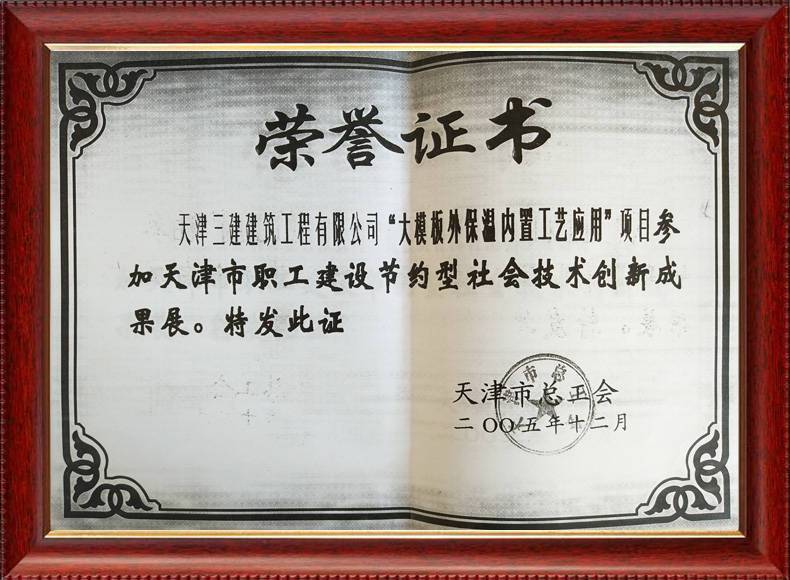 荣誉证书
天津三建建筑工程有限公司“大模板外保温内置工艺应用”项目参
加天津市职工建设节约型社会技术创新成
果展。特发此证
天津市总工会
二〇〇五年十二月